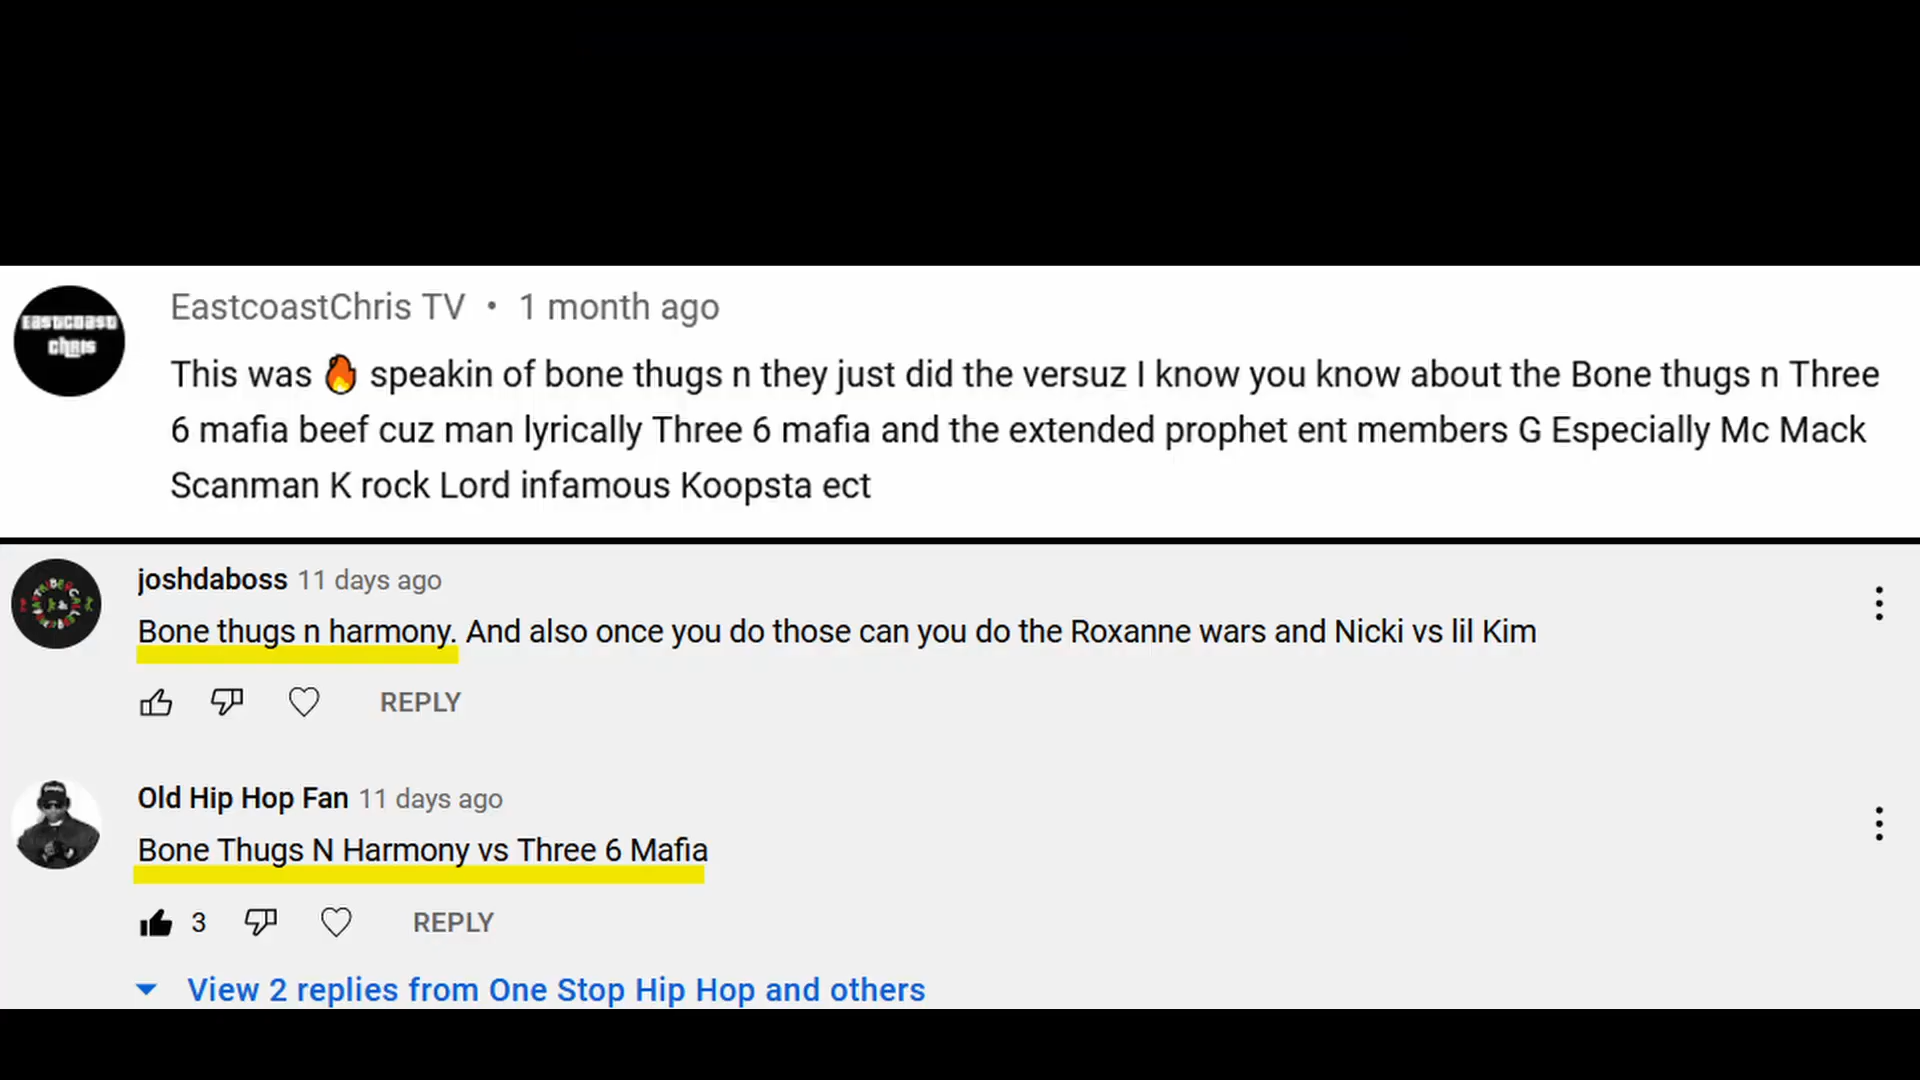 EASTCOAST
CHRIS
EastcoastChris TV • 1 month ago
This was 🔥 speakin of bone thugs n they just did the versuz I know you know about the Bone thugs n Three
6 mafia beef cuz man lyrically Three 6 mafia and the extended prophet ent members G Especially Mc Mack
Scanman K rock Lord infamous Koopsta ect
joshdaboss 11 days ago
Bone thugs n harmony. And also once you do those can you do the Roxanne wars and Nicki vs lil Kim
REPLY
Old Hip Hop Fan 11 days ago
Bone Thugs N Harmony vs Three 6 Mafia
3 REPLY
View 2 replies from One Stop Hip Hop and others